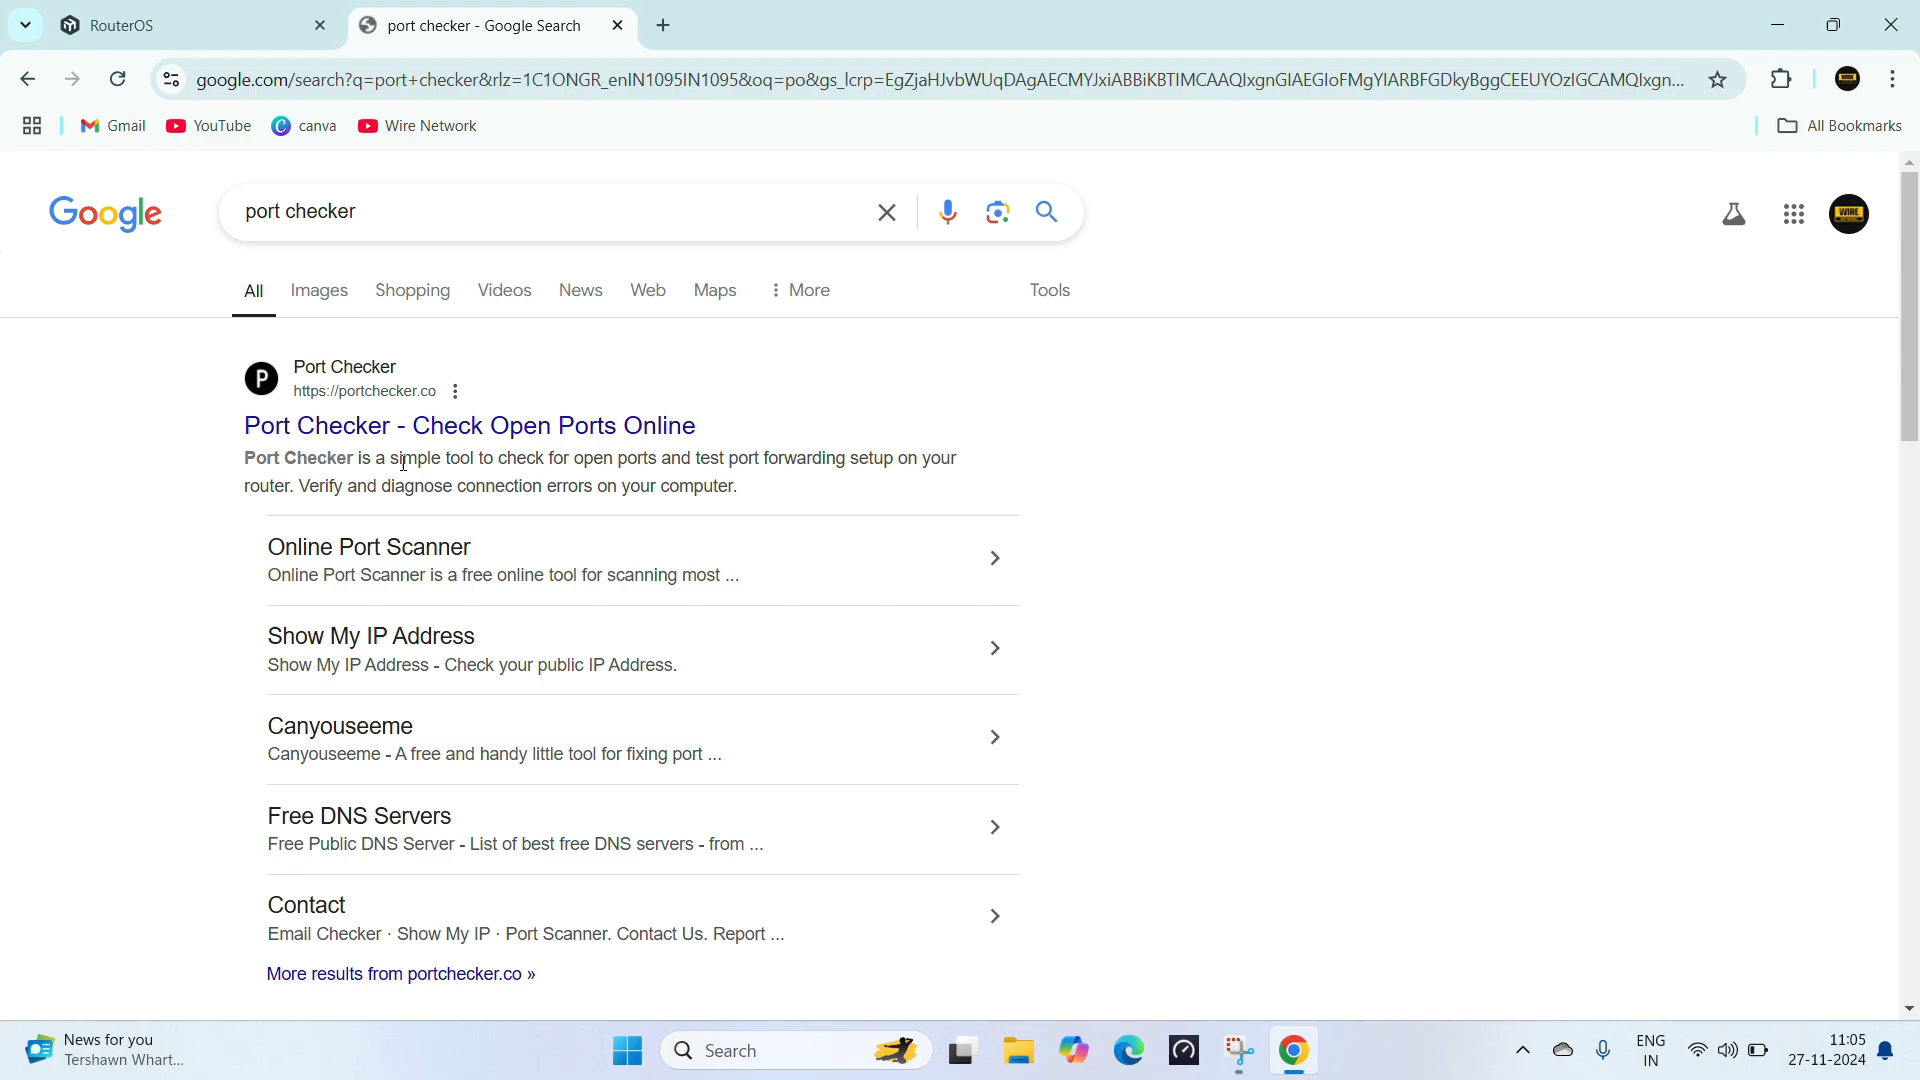 RouterOS
port checker - Google Search
google.com/search?q=port+checker&rlz=1C1ONGR_enIN1095IN1095&oq=po&gs_lcrp=EgZjaHJvbWUqDAgAECMYJxiABBiKBTIMCAAQIxgnGIAEGIoFMgYIARBFGDkyBggCEEUYOzIGCAMQIxgn...
Gmail
YouTube
canva
Wire Network
All Bookmarks
Google
port checker
WIRE
All
Images
Shopping
Videos
News
Web
Maps
More
Tools
P
Port Checker
https://portchecker.co
Port Checker - Check Open Ports Online
Port Checker is a simple tool to check for open ports and test port forwarding setup on your
router. Verify and diagnose connection errors on your computer.
Online Port Scanner
Online Port Scanner is a free online tool for scanning most ...
Show My IP Address
Show My IP Address - Check your public IP Address.
Canyouseeme
Canyouseeme - A free and handy little tool for fixing port ...
Free DNS Servers
Free Public DNS Server - List of best free DNS servers - from ...
Contact
Email Checker · Show My IP · Port Scanner. Contact Us. Report ...
More results from portchecker.co »
News for you
Tershawn Whart...
Search
ENG
IN
11:05
27-11-2024